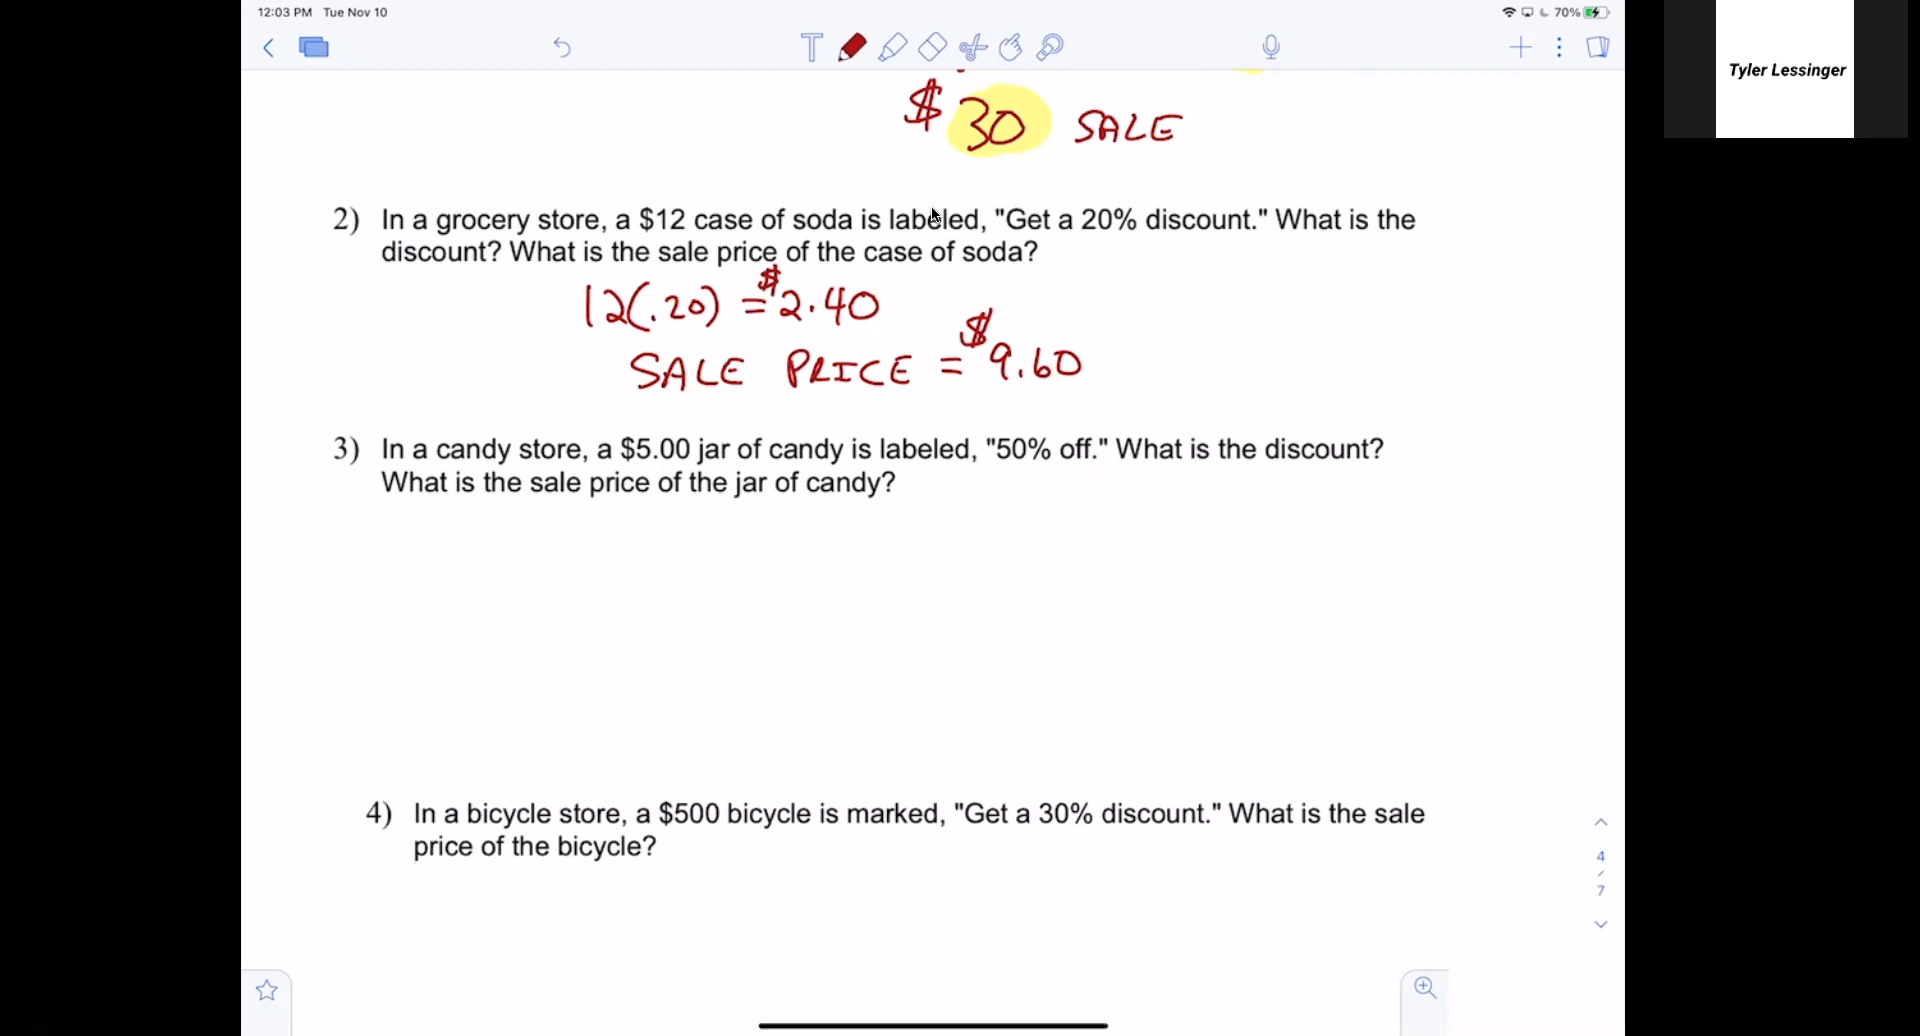 12:03 PM Tue Nov 10
70%
Tyler Lessinger
T
$30 SALE
2) In a grocery store, a $12 case of soda is labeled, "Get a 20% discount." What is the
discount? What is the sale price of the case of soda?
12(.20) = $2.40
SALE PRICE = $9.60
3) In a candy store, a $5.00 jar of candy is labeled, "50% off." What is the discount?
What is the sale price of the jar of candy?
4) In a bicycle store, a $500 bicycle is marked, "Get a 30% discount." What is the sale
price of the bicycle?
4
/
7